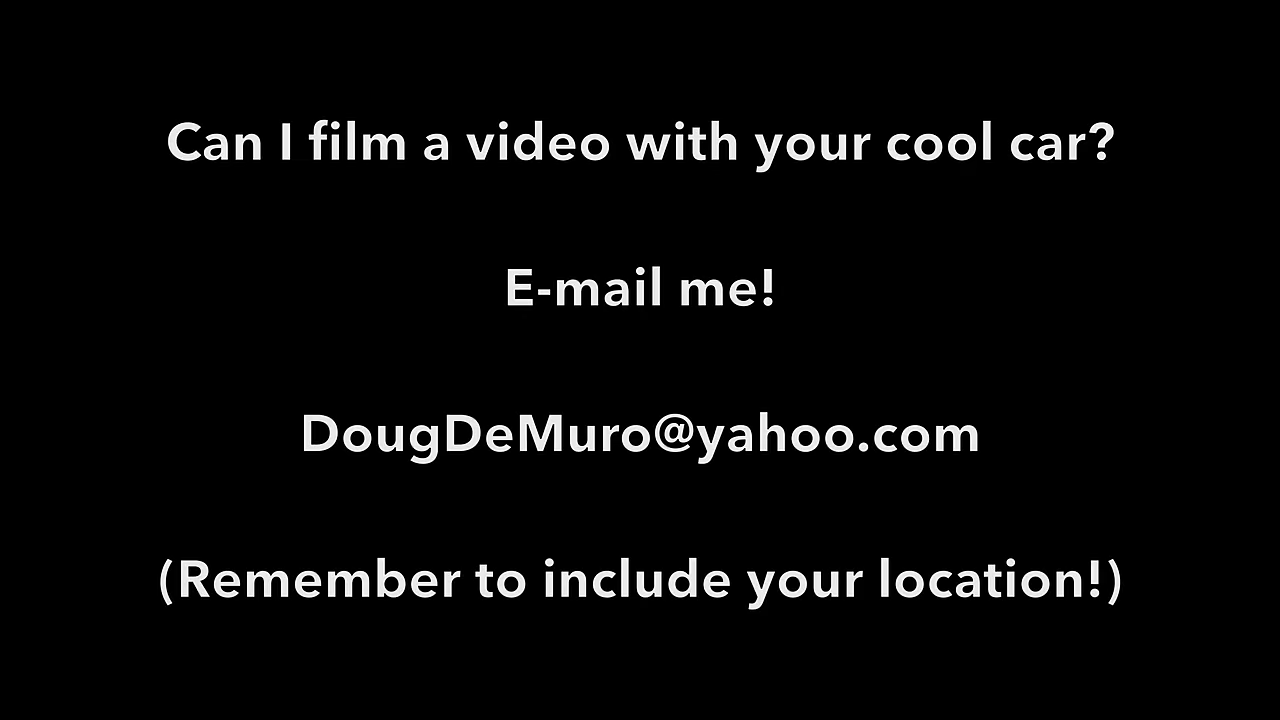 Can I film a video with your cool car?
E-mail me!
DougDeMuro@yahoo.com
(Remember to include your location!)